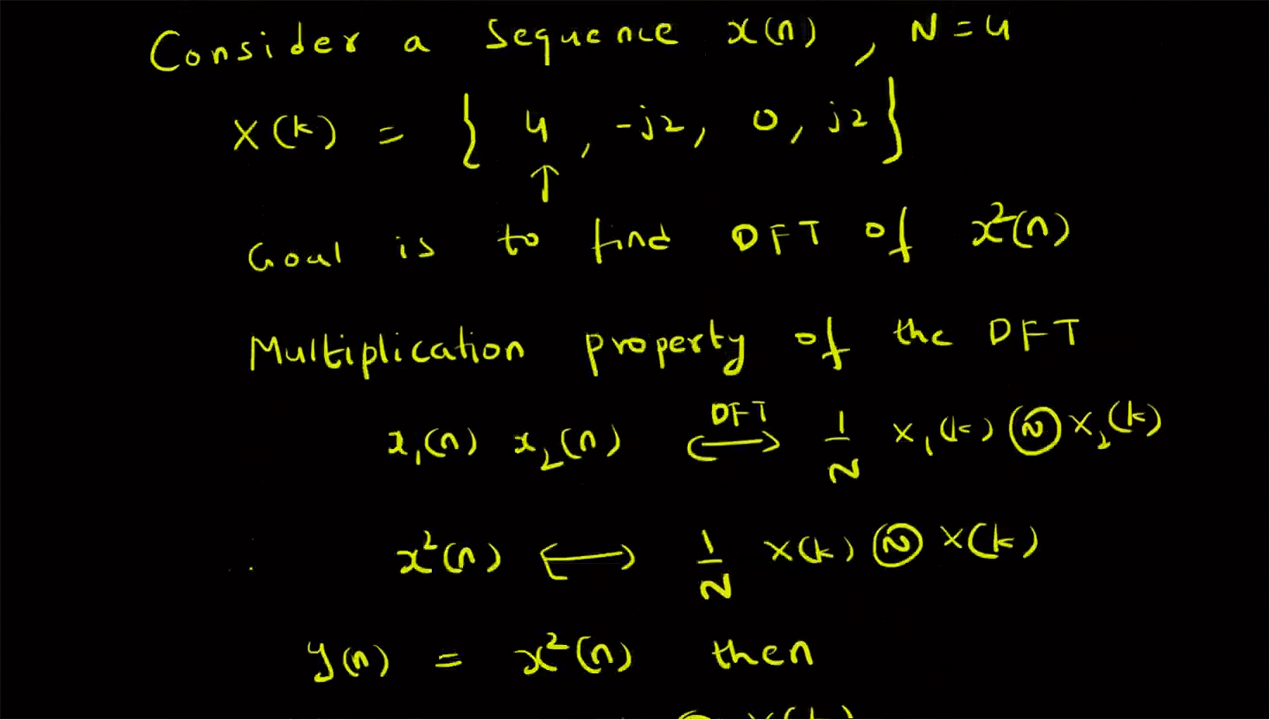 Consider a sequence x(n), N=4
X(k) = { 4, -j2, 0, j2 }
↑
Goal is to find DFT of x²(n)
Multiplication property of the DFT
x₁(n) x₂(n) ⟷ DFT 1/N X₁(k) Ⓝ X₂(k)
∴ x²(n) ⟷ 1/N X(k) Ⓝ X(k)
y(n) = x²(n) then